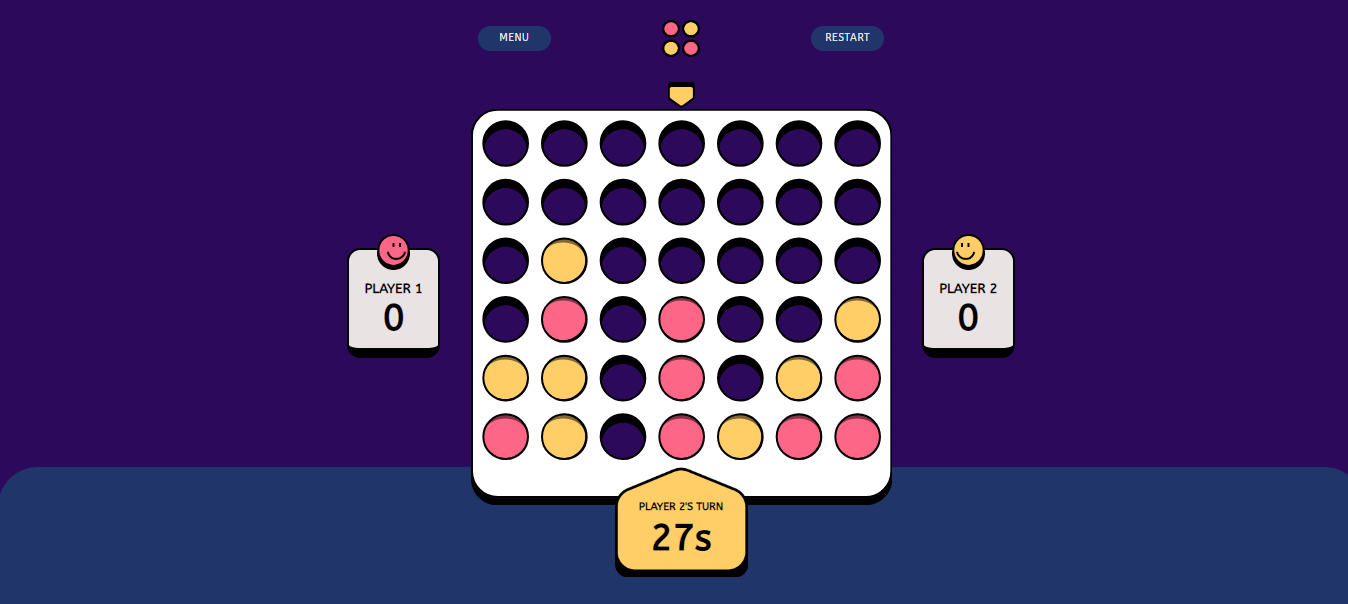 MENU
RESTART
PLAYER 1
0
PLAYER 2
0
PLAYER 2'S TURN
27s